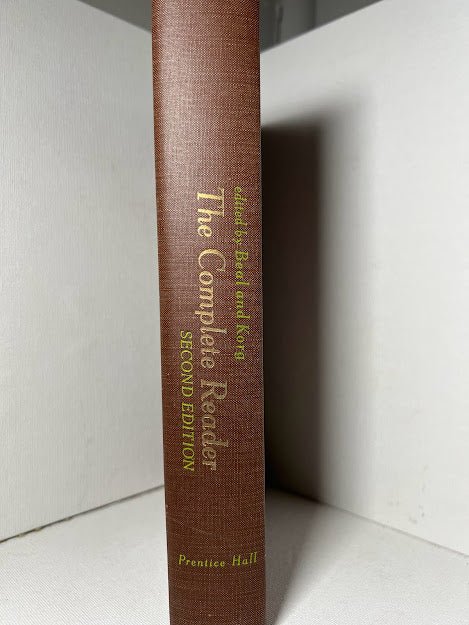 edited by Beal and Korg
The Complete Reader
SECOND EDITION
Prentice-Hall